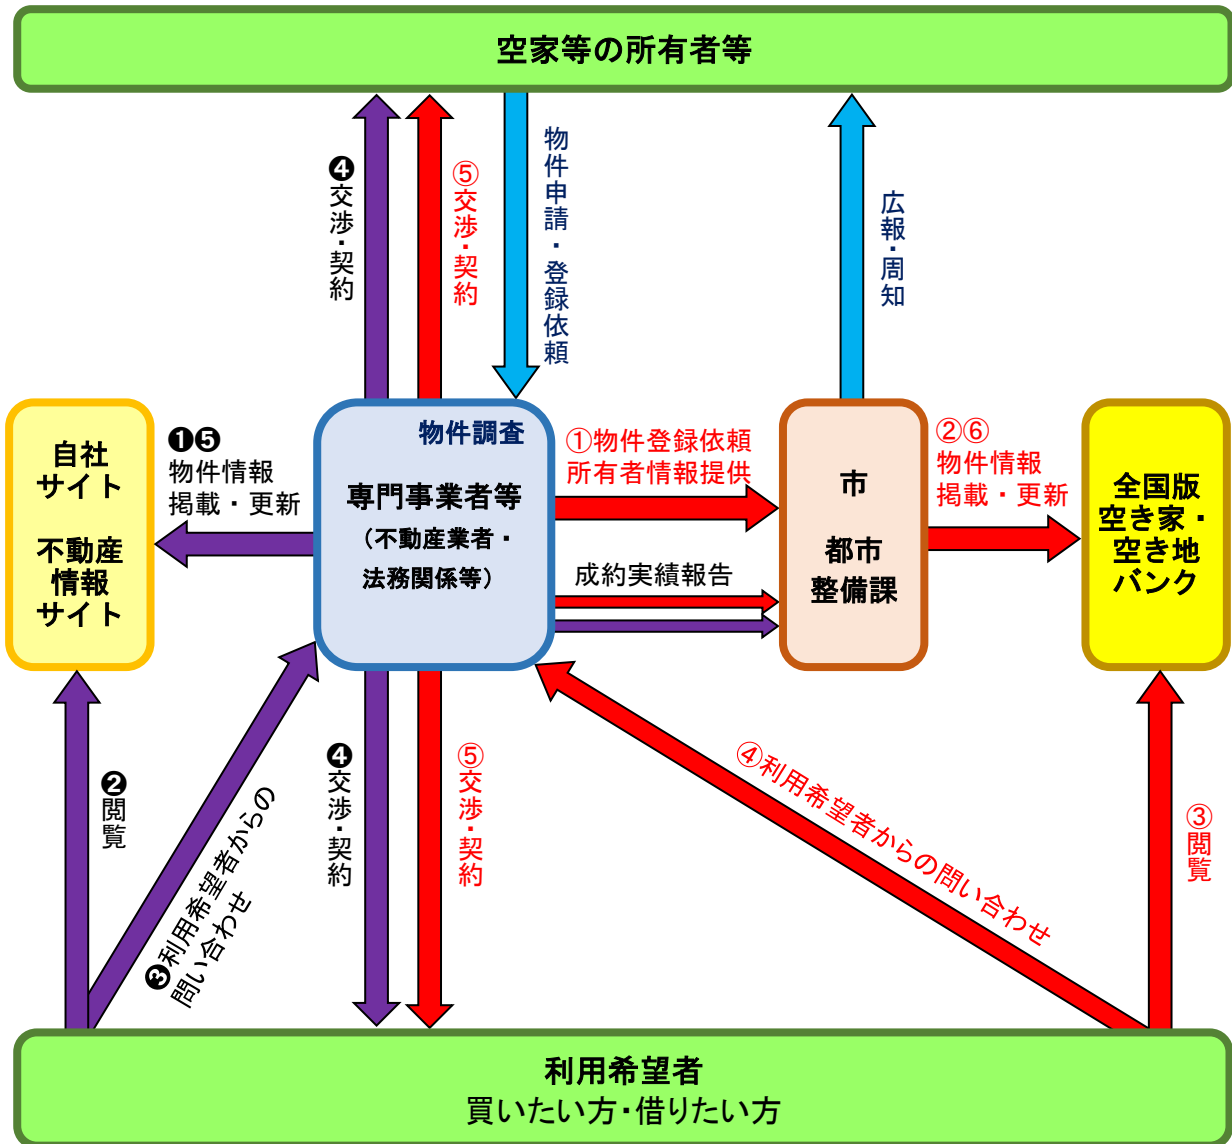 空家等の所有者等
❹交渉・契約
⑤交渉・契約
物件申請・登録依頼
広報・周知
自社
サイト
不動産
情報
サイト
❶❺
物件情報
掲載・更新
物件調査
専門事業者等
（不動産業者・
法務関係等）
①物件登録依頼
所有者情報提供
成約実績報告
市
都市
整備課
②⑥
物件情報
掲載・更新
全国版
空き家・
空き地
バンク
❷閲覧
❸利用希望者からの
問い合わせ
❹交渉・契約
⑤交渉・契約
④利用希望者からの問い合わせ
③閲覧
利用希望者
買いたい方・借りたい方